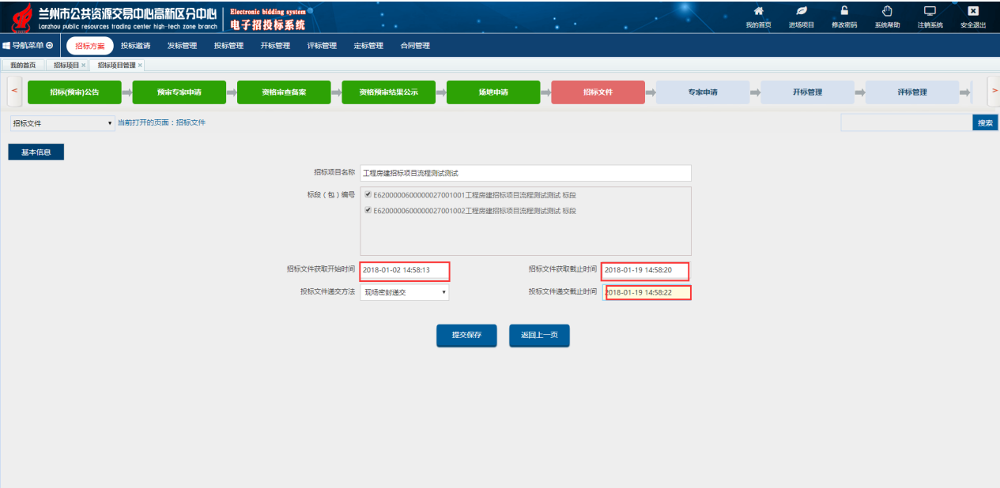 兰州市公共资源交易中心高新区分中心
Lanzhou public resources trading center high-tech zone branch
Electronic bidding system
电子招投标系统
我的首页 进场项目 修改密码 系统帮助 注销系统 安全退出
导航菜单 招标方案 投标邀请 发标管理 投标管理 开标管理 评标管理 定标管理 合同管理
我的首页 招标项目 × 招标项目管理 ×
< 招标(预审)公告 预审专家申请 资格审查备案 资格预审结果公示 场地申请 招标文件 专家申请 开标管理 评标管理 >
招标文件 当前打开的页面：招标文件 搜索
基本信息
招标项目名称 工程房建招标项目流程测试测试
标段（包）编号 E6200000600000027001001工程房建招标项目流程测试测试 标段
E6200000600000027001002工程房建招标项目流程测试测试 标段
招标文件获取开始时间 2018-01-02 14:58:13 招标文件获取截止时间 2018-01-19 14:58:20
投标文件递交方法 现场密封递交 投标文件递交截止时间 2018-01-19 14:58:22
提交保存 返回上一页